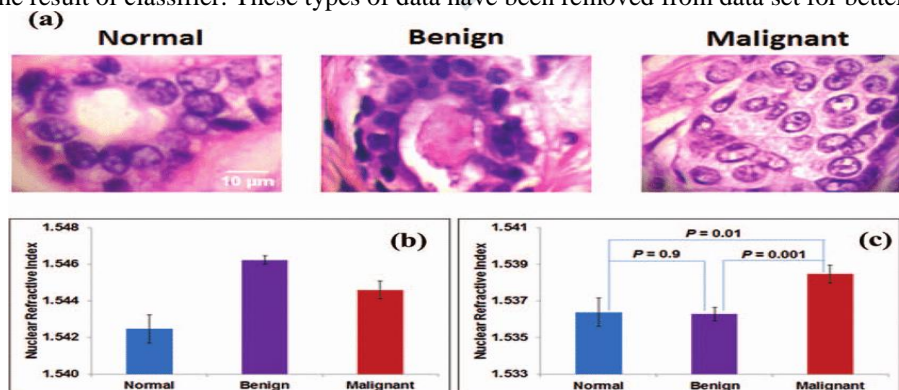 he result of classifier. These types of data have been removed from data set for better
(a)
Normal Benign Malignant
10 μm
(b)
Nuclear Refractive Index
1.548
1.546
1.544
1.542
1.540
Normal Benign Malignant
(c)
Nuclear Refractive Index
1.541
1.539
1.537
1.535
1.533
P = 0.01
P = 0.9 P = 0.001
Normal Benign Malignant